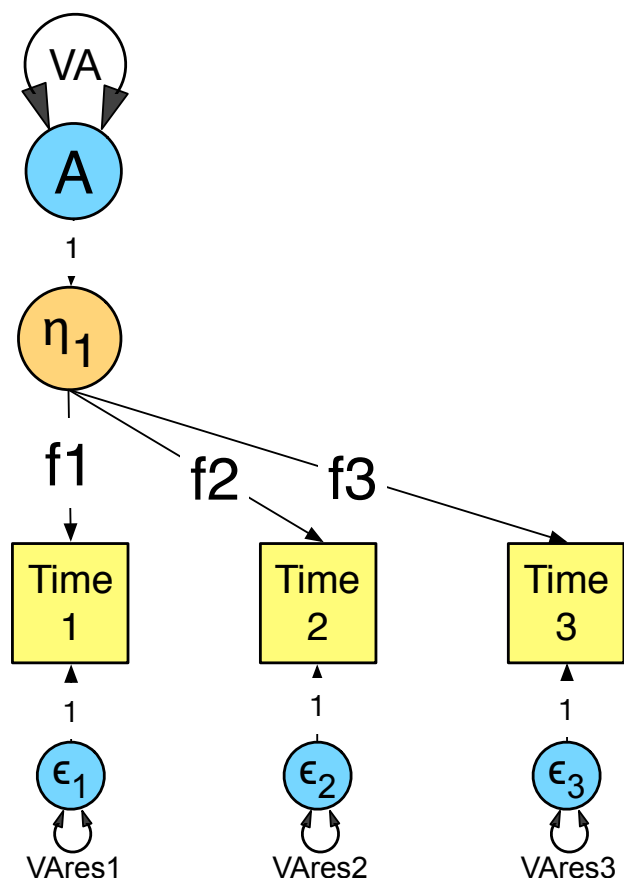 VA
A
1
η1
f1
f2
f3
Time
1
Time
2
Time
3
1
1
1
ϵ1
ϵ2
ϵ3
VAres1
VAres2
VAres3